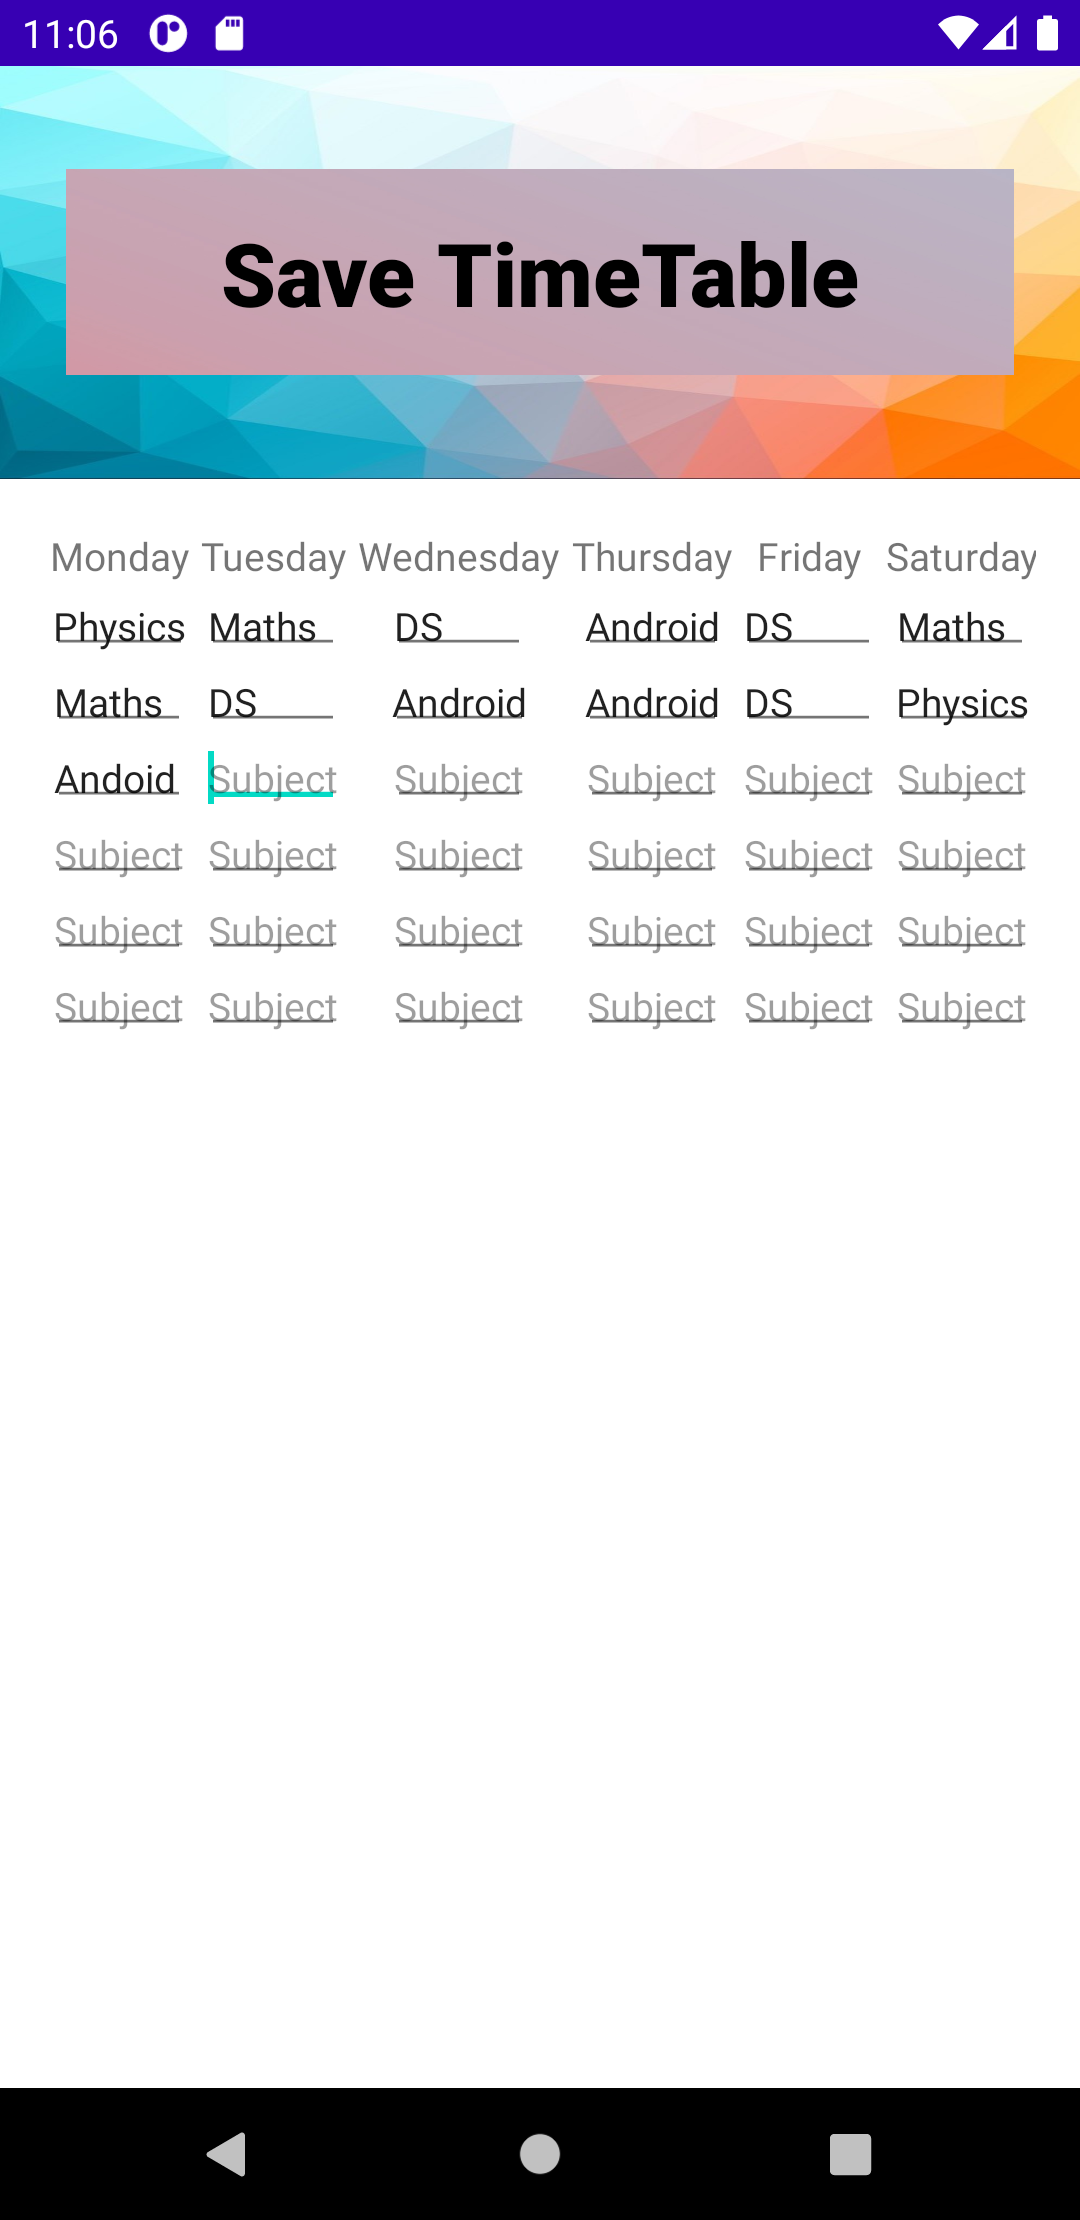 11:06
Save TimeTable
Monday Tuesday Wednesday Thursday Friday Saturday
Physics Maths DS Android DS Maths
Maths DS Android Android DS Physics
Andoid Subject Subject Subject Subject Subject
Subject Subject Subject Subject Subject Subject
Subject Subject Subject Subject Subject Subject
Subject Subject Subject Subject Subject Subject